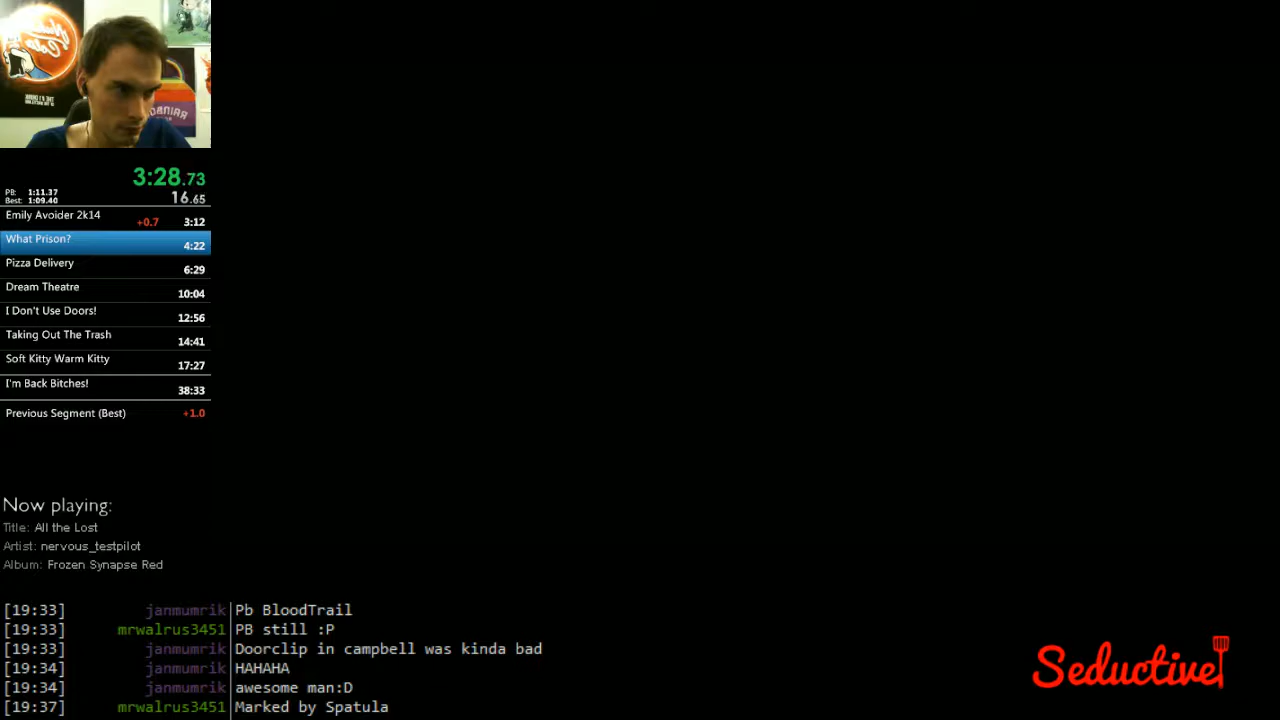 3:28.73
PB: 1:11.37
Best: 1:09.40
16.65
Emily Avoider 2k14 +0.7 3:12
What Prison? 4:22
Pizza Delivery 6:29
Dream Theatre 10:04
I Don't Use Doors! 12:56
Taking Out The Trash 14:41
Soft Kitty Warm Kitty 17:27
I'm Back Bitches! 38:33
Previous Segment (Best) +1.0
Now playing:
Title: All the Lost
Artist: nervous_testpilot
Album: Frozen Synapse Red
[19:33] janmumrik Pb BloodTrail
[19:33] mrwalrus3451 PB still :P
[19:33] janmumrik Doorclip in campbell was kinda bad
[19:34] janmumrik HAHAHA
[19:34] janmumrik awesome man:D
[19:37] mrwalrus3451 Marked by Spatula
Seductive